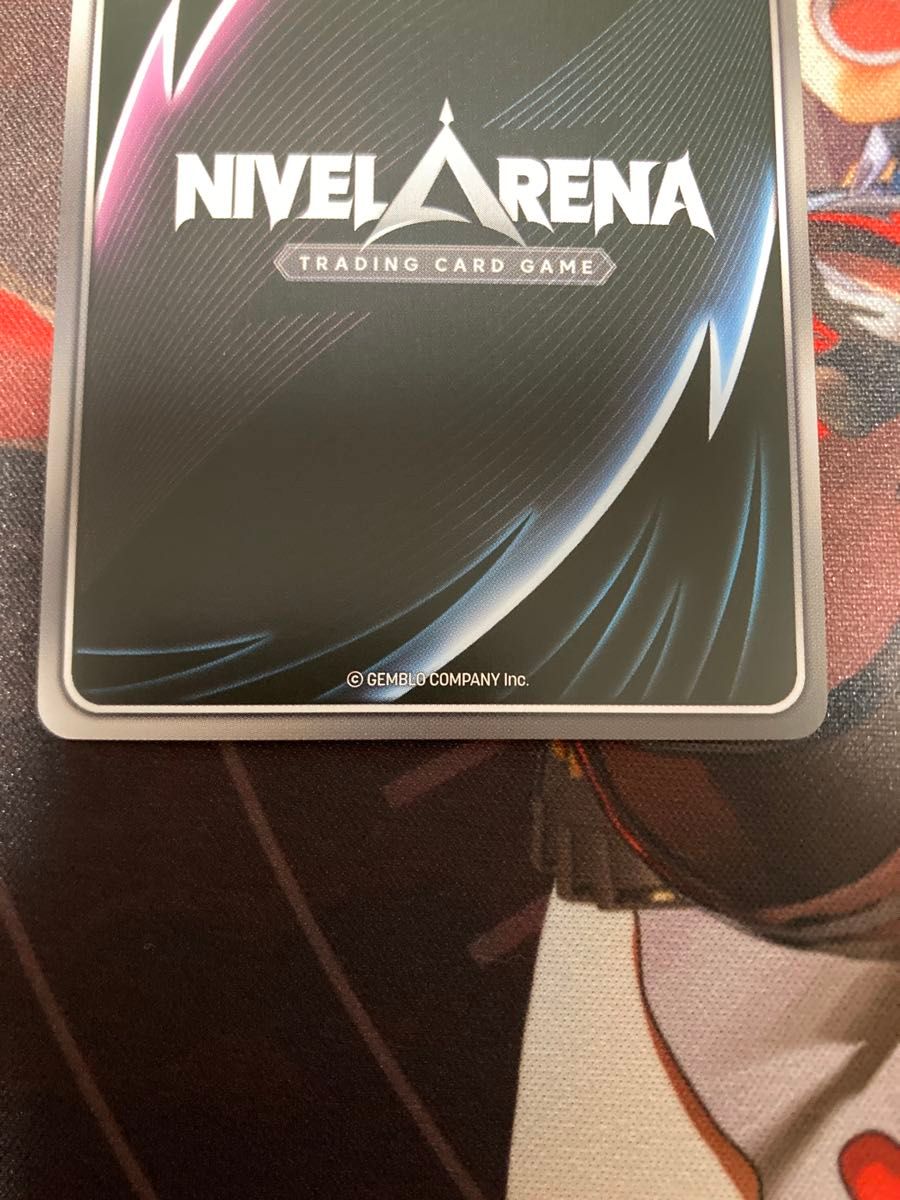 NIVEL ARENA
TRADING CARD GAME
© GEMBLO COMPANY Inc.